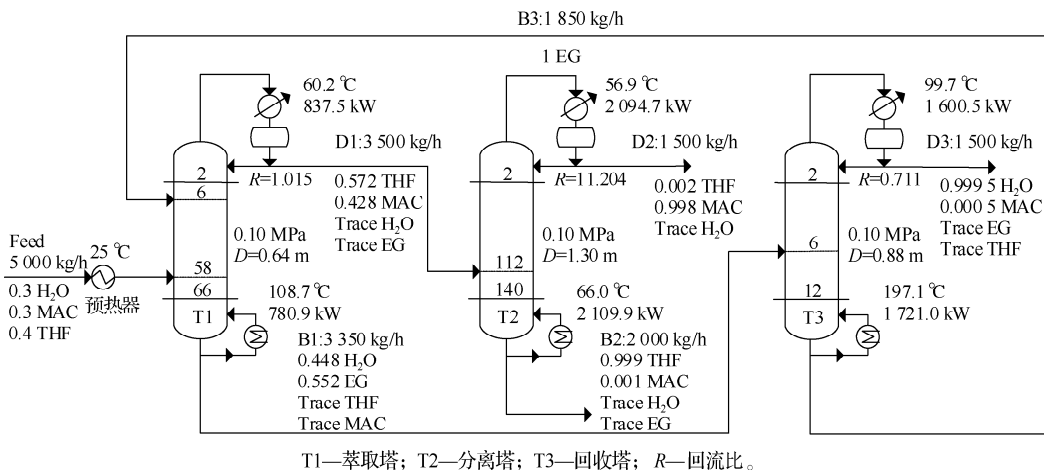 B3:1 850 kg/h
1 EG
60.2 ℃
837.5 kW
D1:3 500 kg/h
R=1.015
0.572 THF
0.428 MAC
Trace H₂O
Trace EG
2
6
58
66
T1
0.10 MPa
D=0.64 m
Feed
5 000 kg/h
25 ℃
预热器
0.3 H₂O
0.3 MAC
0.4 THF
108.7 ℃
780.9 kW
B1:3 350 kg/h
0.448 H₂O
0.552 EG
Trace THF
Trace MAC
56.9 ℃
2 094.7 kW
D2:1 500 kg/h
R=11.204
0.002 THF
0.998 MAC
Trace H₂O
2
112
140
T2
0.10 MPa
D=1.30 m
66.0 ℃
2 109.9 kW
B2:2 000 kg/h
0.999 THF
0.001 MAC
Trace H₂O
Trace EG
99.7 ℃
1 600.5 kW
D3:1 500 kg/h
R=0.711
0.999 5 H₂O
0.000 5 MAC
Trace EG
Trace THF
2
6
12
T3
0.10 MPa
D=0.88 m
197.1 ℃
1 721.0 kW
T1—萃取塔；T2—分离塔；T3—回收塔；R—回流比。